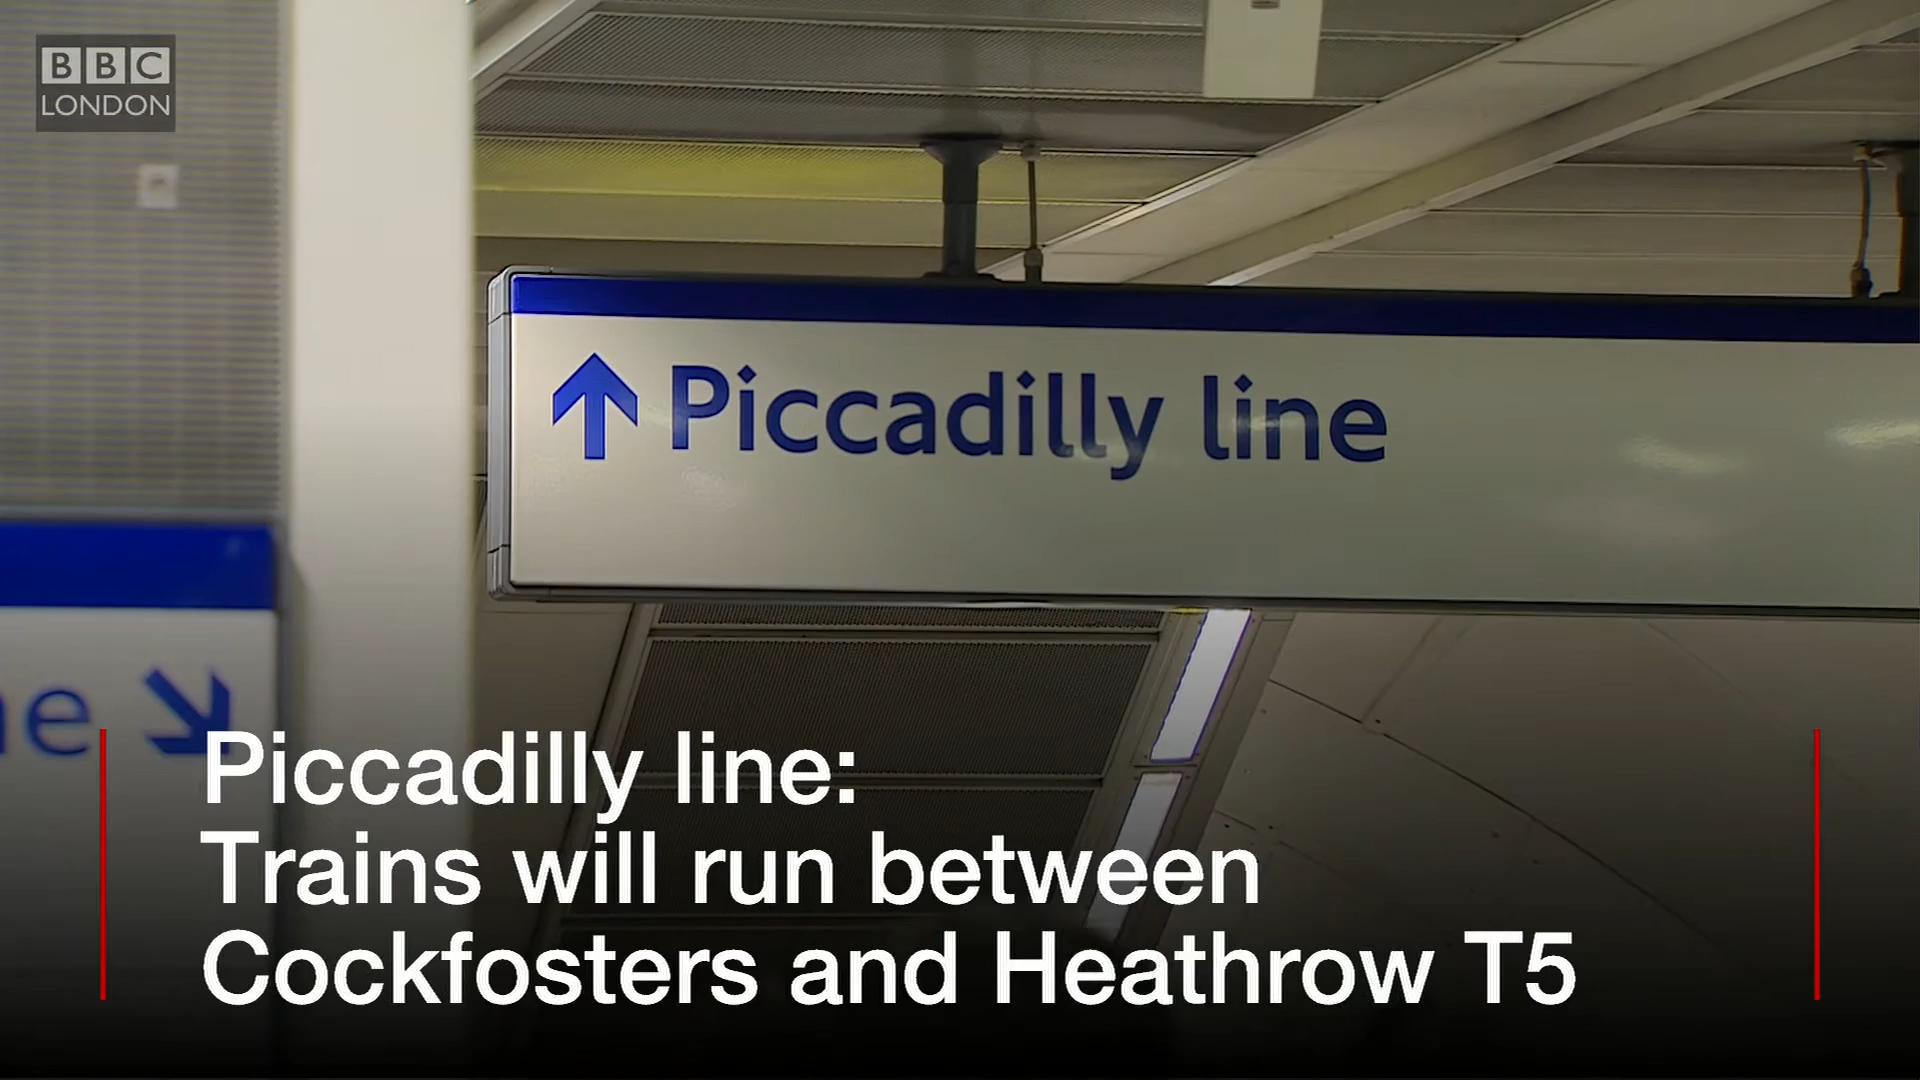 BBC
LONDON
Piccadilly line
Piccadilly line:
Trains will run between
Cockfosters and Heathrow T5